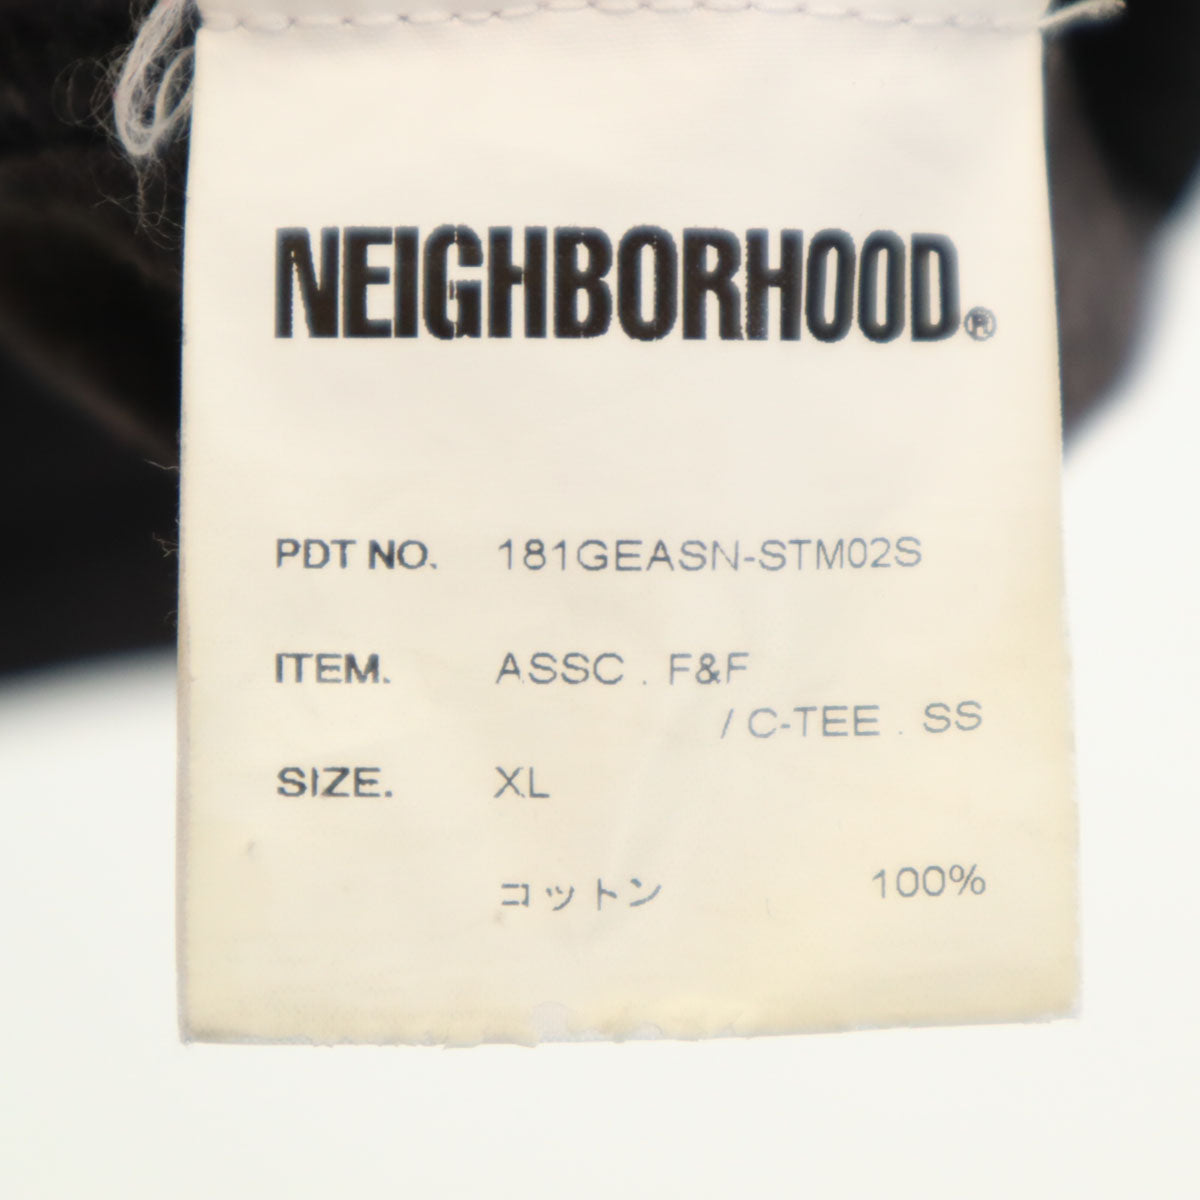 NEIGHBORHOOD®
PDT NO. 181GEASN-STM02S
ITEM. ASSC . F&F
/ C-TEE . SS
SIZE. XL
コットン 100%